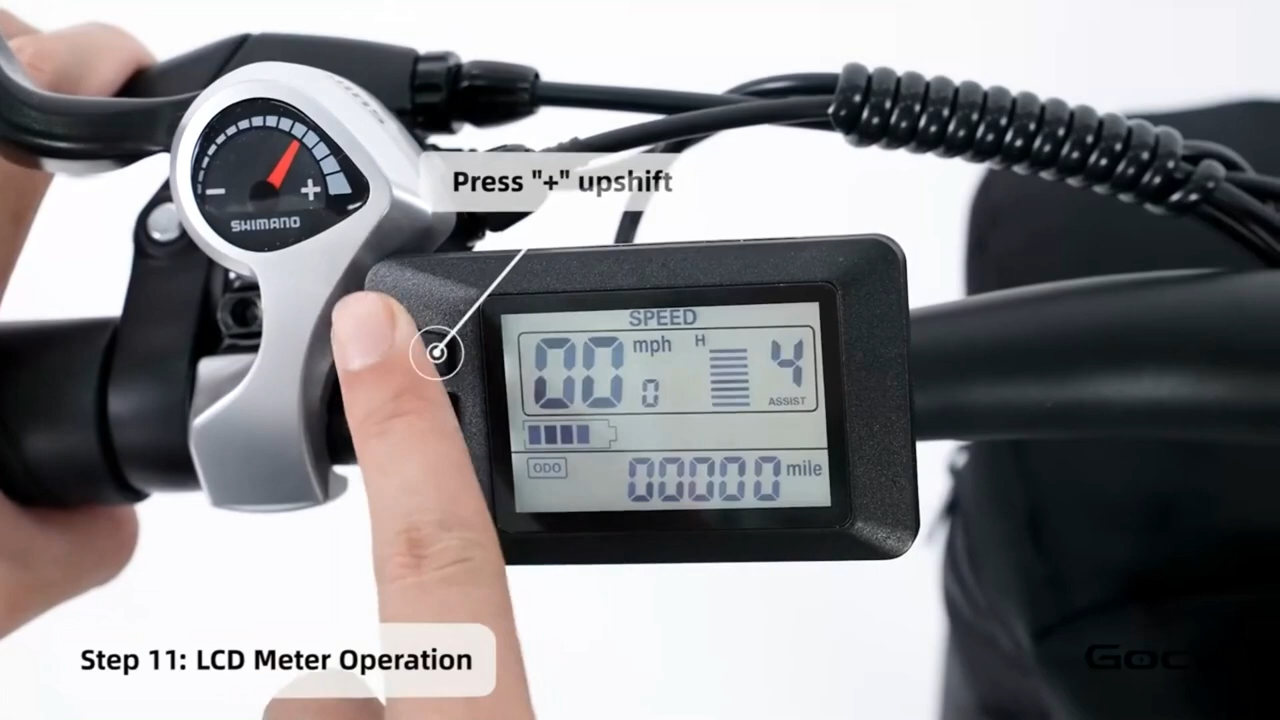 SHIMANO
- +
Press "+" upshift
SPEED
00 mph
0
H
4
ASSIST
ODO
00000 mile
Step 11: LCD Meter Operation